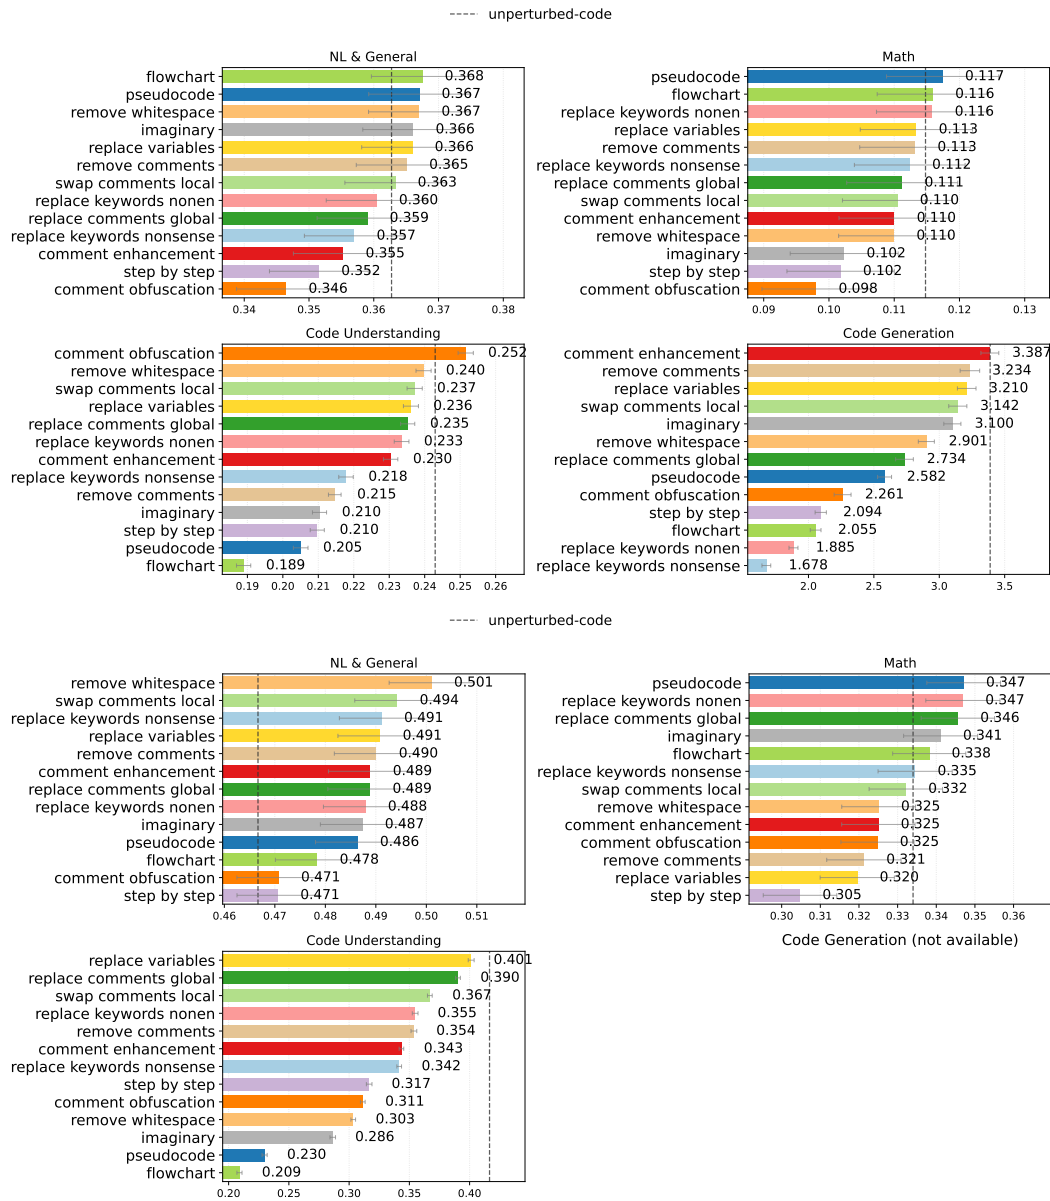 unperturbed-code
NL & General
flowchart 0.368
pseudocode 0.367
remove whitespace 0.367
imaginary 0.366
replace variables 0.366
remove comments 0.365
swap comments local 0.363
replace keywords nonen 0.360
replace comments global 0.359
replace keywords nonsense 0.357
comment enhancement 0.355
step by step 0.352
comment obfuscation 0.346
0.34 0.35 0.36 0.37 0.38
Math
pseudocode 0.117
flowchart 0.116
replace keywords nonen 0.116
replace variables 0.113
remove comments 0.113
replace keywords nonsense 0.112
replace comments global 0.111
swap comments local 0.110
comment enhancement 0.110
remove whitespace 0.110
imaginary 0.102
step by step 0.102
comment obfuscation 0.098
0.09 0.10 0.11 0.12 0.13
Code Understanding
comment obfuscation 0.252
remove whitespace 0.240
swap comments local 0.237
replace variables 0.236
replace comments global 0.235
replace keywords nonen 0.233
comment enhancement 0.230
replace keywords nonsense 0.218
remove comments 0.215
imaginary 0.210
step by step 0.210
pseudocode 0.205
flowchart 0.189
0.19 0.20 0.21 0.22 0.23 0.24 0.25 0.26
Code Generation
comment enhancement 3.387
remove comments 3.234
replace variables 3.210
swap comments local 3.142
imaginary 3.100
remove whitespace 2.901
replace comments global 2.734
pseudocode 2.582
comment obfuscation 2.261
step by step 2.094
flowchart 2.055
replace keywords nonen 1.885
replace keywords nonsense 1.678
2.0 2.5 3.0 3.5
unperturbed-code
NL & General
remove whitespace 0.501
swap comments local 0.494
replace keywords nonsense 0.491
replace variables 0.491
remove comments 0.490
comment enhancement 0.489
replace comments global 0.489
replace keywords nonen 0.488
imaginary 0.487
pseudocode 0.486
flowchart 0.478
comment obfuscation 0.471
step by step 0.471
0.46 0.47 0.48 0.49 0.50 0.51
Math
pseudocode 0.347
replace keywords nonen 0.347
replace comments global 0.346
imaginary 0.341
flowchart 0.338
replace keywords nonsense 0.335
swap comments local 0.332
remove whitespace 0.325
comment enhancement 0.325
comment obfuscation 0.325
remove comments 0.321
replace variables 0.320
step by step 0.305
0.30 0.31 0.32 0.33 0.34 0.35 0.36
Code Understanding
replace variables 0.401
replace comments global 0.390
swap comments local 0.367
replace keywords nonen 0.355
remove comments 0.354
comment enhancement 0.343
replace keywords nonsense 0.342
step by step 0.317
comment obfuscation 0.311
remove whitespace 0.303
imaginary 0.286
pseudocode 0.230
flowchart 0.209
0.20 0.25 0.30 0.35 0.40
Code Generation (not available)